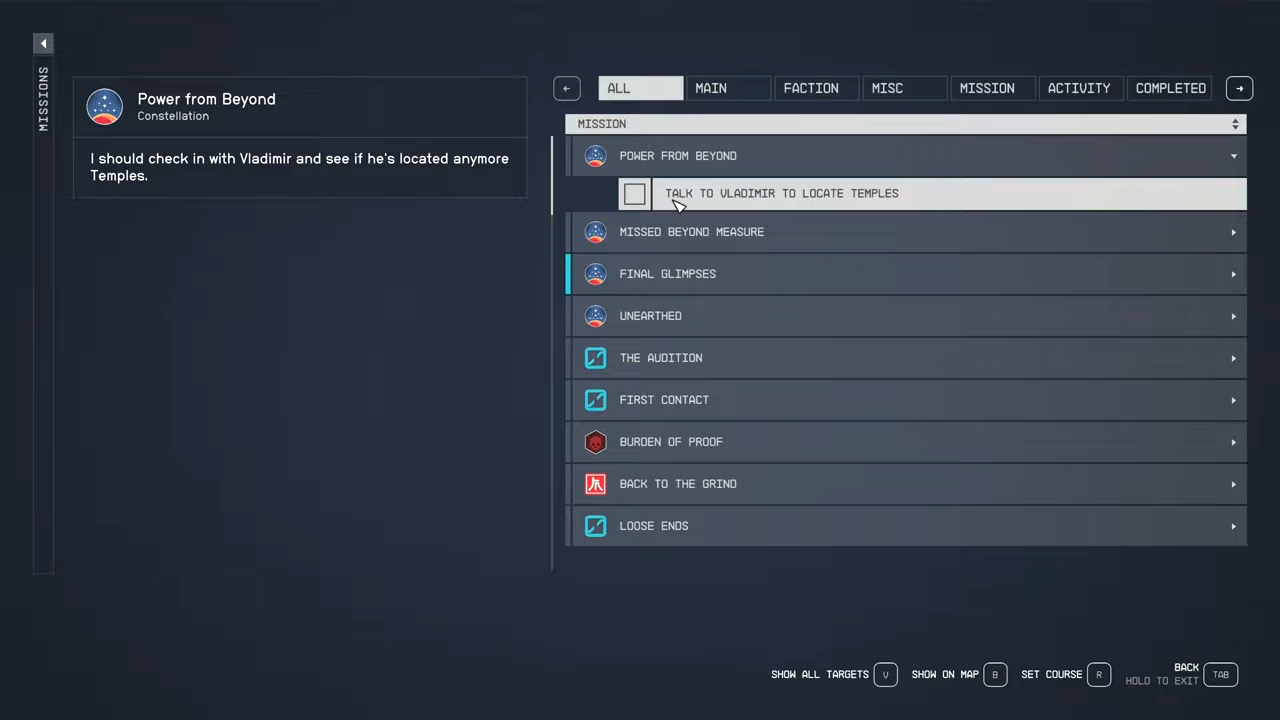 MISSIONS
Power from Beyond
Constellation
I should check in with Vladimir and see if he's located anymore
Temples.
ALL
MAIN
FACTION
MISC
MISSION
ACTIVITY
COMPLETED
MISSION
POWER FROM BEYOND
TALK TO VLADIMIR TO LOCATE TEMPLES
MISSED BEYOND MEASURE
FINAL GLIMPSES
UNEARTHED
THE AUDITION
FIRST CONTACT
BURDEN OF PROOF
BACK TO THE GRIND
LOOSE ENDS
SHOW ALL TARGETS V
SHOW ON MAP B
SET COURSE R
BACK
HOLD TO EXIT TAB